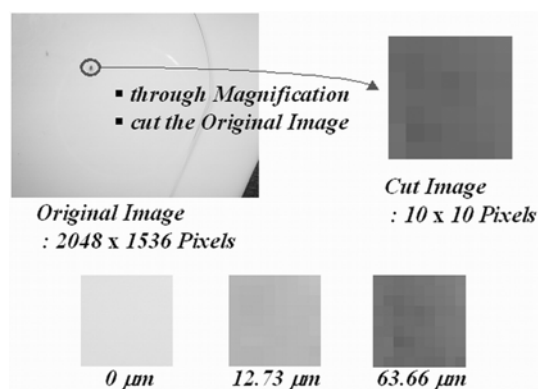 ▪ through Magnification
▪ cut the Original Image
Original Image
: 2048 x 1536 Pixels
Cut Image
: 10 x 10 Pixels
0 μm
12.73 μm
63.66 μm